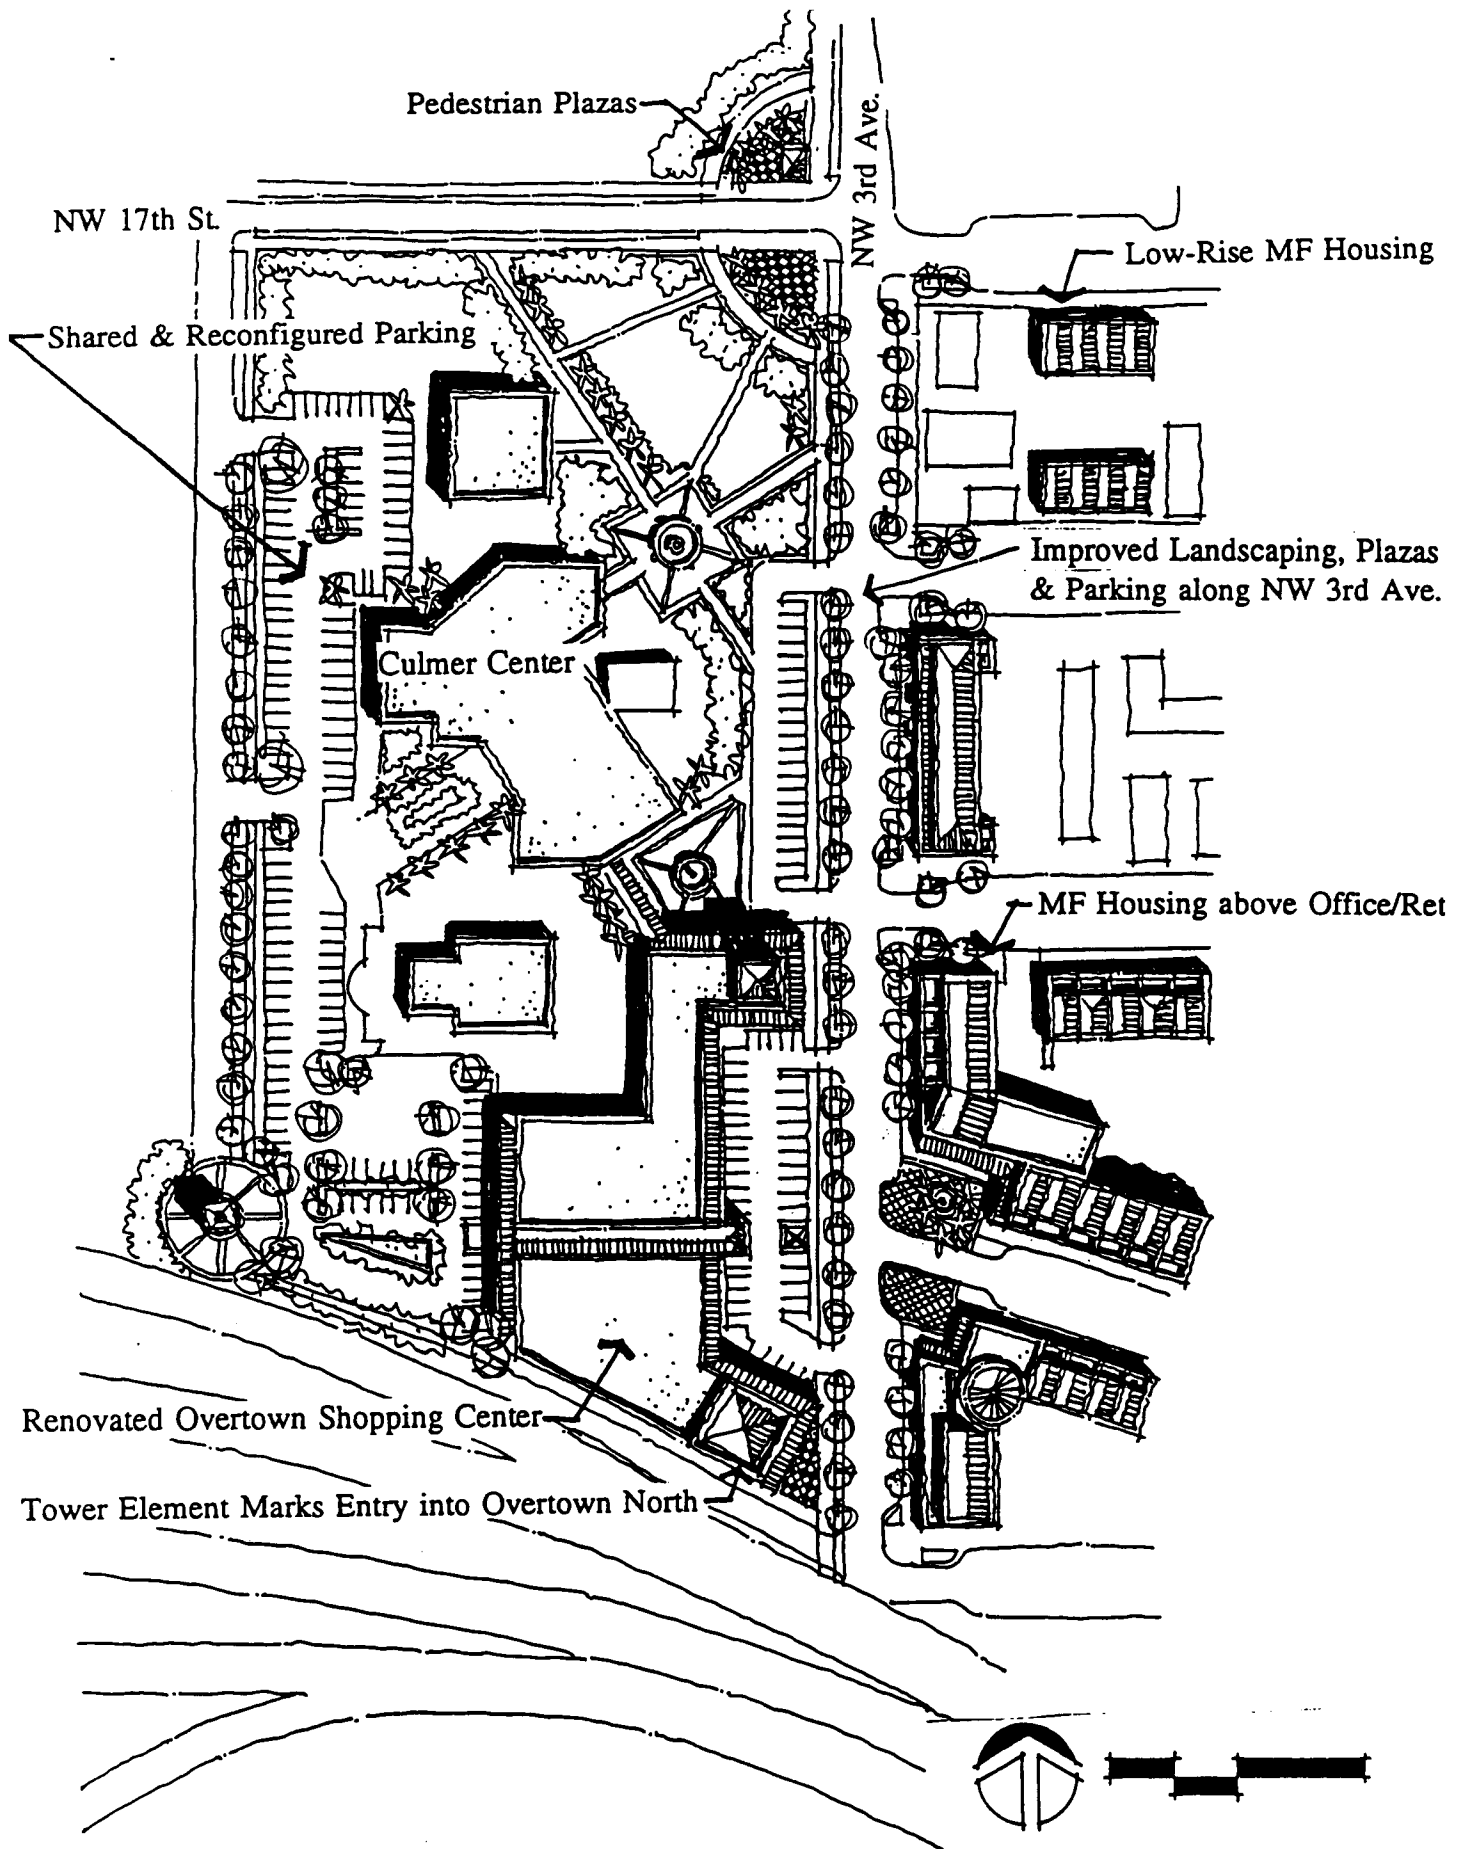 Pedestrian Plazas
NW 3rd Ave.
NW 17th St.
Low-Rise MF Housing
Shared & Reconfigured Parking
Improved Landscaping, Plazas
& Parking along NW 3rd Ave.
Culmer Center
MF Housing above Office/Ret
Renovated Overtown Shopping Center
Tower Element Marks Entry into Overtown North